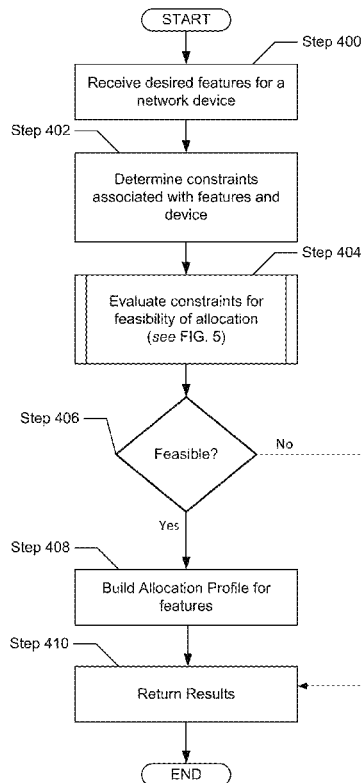 START
Step 400
Receive desired features for a
network device
Step 402
Determine constraints
associated with features and
device
Step 404
Evaluate constraints for
feasibility of allocation
(see FIG. 5)
Step 406
Feasible?
No
Yes
Step 408
Build Allocation Profile for
features
Step 410
Return Results
END